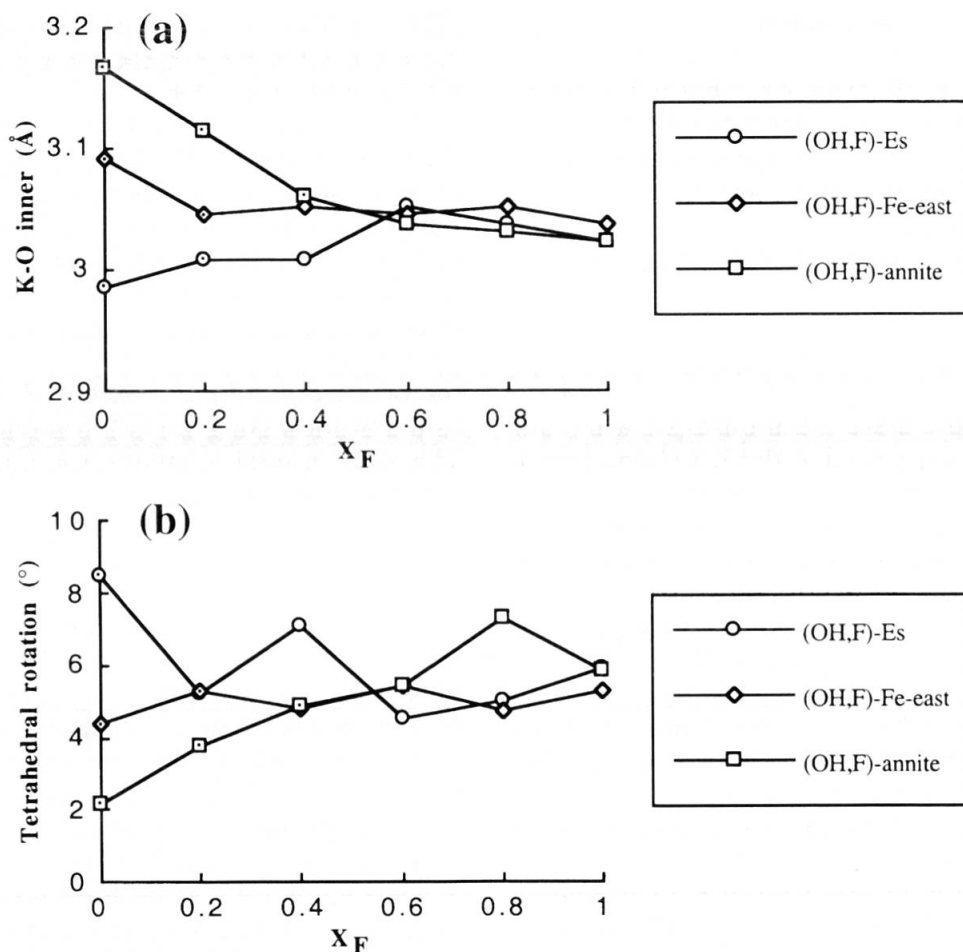 (a)
3.2
3.1
3
2.9
K-O inner (Å)
0 0.2 0.4 0.6 0.8 1
XF
(OH,F)-Es
(OH,F)-Fe-east
(OH,F)-annite
(b)
10
8
6
4
2
0
Tetrahedral rotation (°)
0 0.2 0.4 0.6 0.8 1
XF
(OH,F)-Es
(OH,F)-Fe-east
(OH,F)-annite